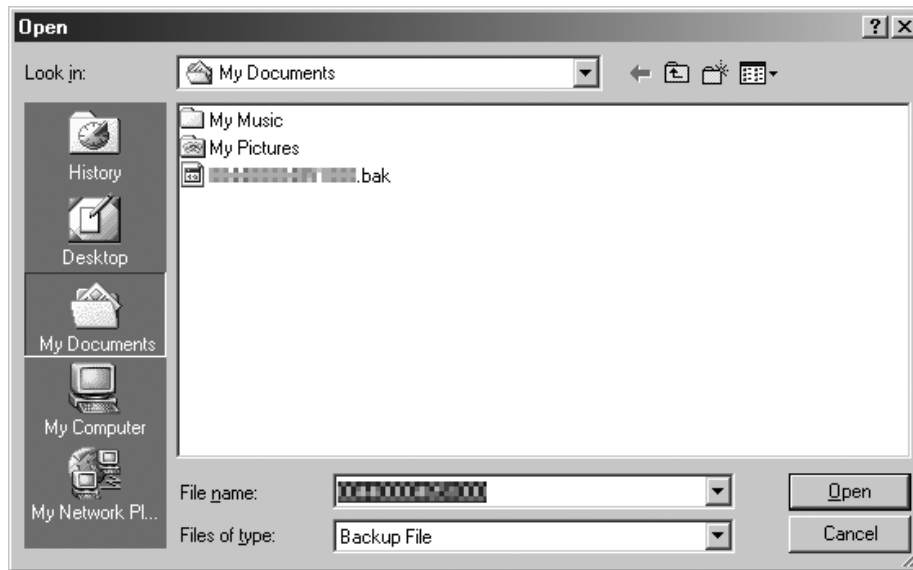 Open
Look in:
My Documents
History
Desktop
My Documents
My Computer
My Network Pl...
My Music
My Pictures
.bak
File name:
Open
Files of type:
Backup File
Cancel